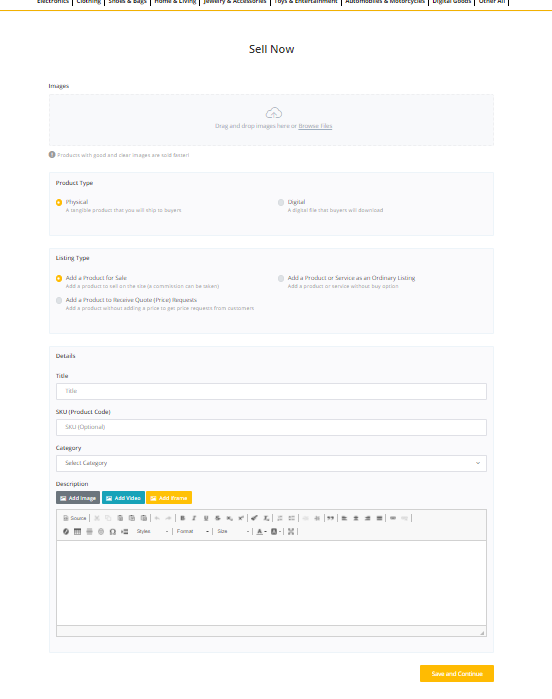 Electronics Clothing Shoes & Bags Home & Living Jewelry & Accessories Toys & Entertainment Automobiles & Motorcycles Digital Goods Other All
Sell Now
Images
Drag and drop images here or Browse Files
Products with good and clear images are sold faster!
Product Type
Physical
A tangible product that you will ship to buyers
Digital
A digital file that buyers will download
Listing Type
Add a Product for Sale
Add a product to sell on the site (a commission can be taken)
Add a Product or Service as an Ordinary Listing
Add a product or service without buy option
Add a Product to Receive Quote (Price) Requests
Add a product without adding a price to get price requests from customers
Details
Title
Title
SKU (Product Code)
SKU (Optional)
Category
Select Category
Description
Add Image Add Video Add Iframe
Source
Styles Format Size
Save and Continue